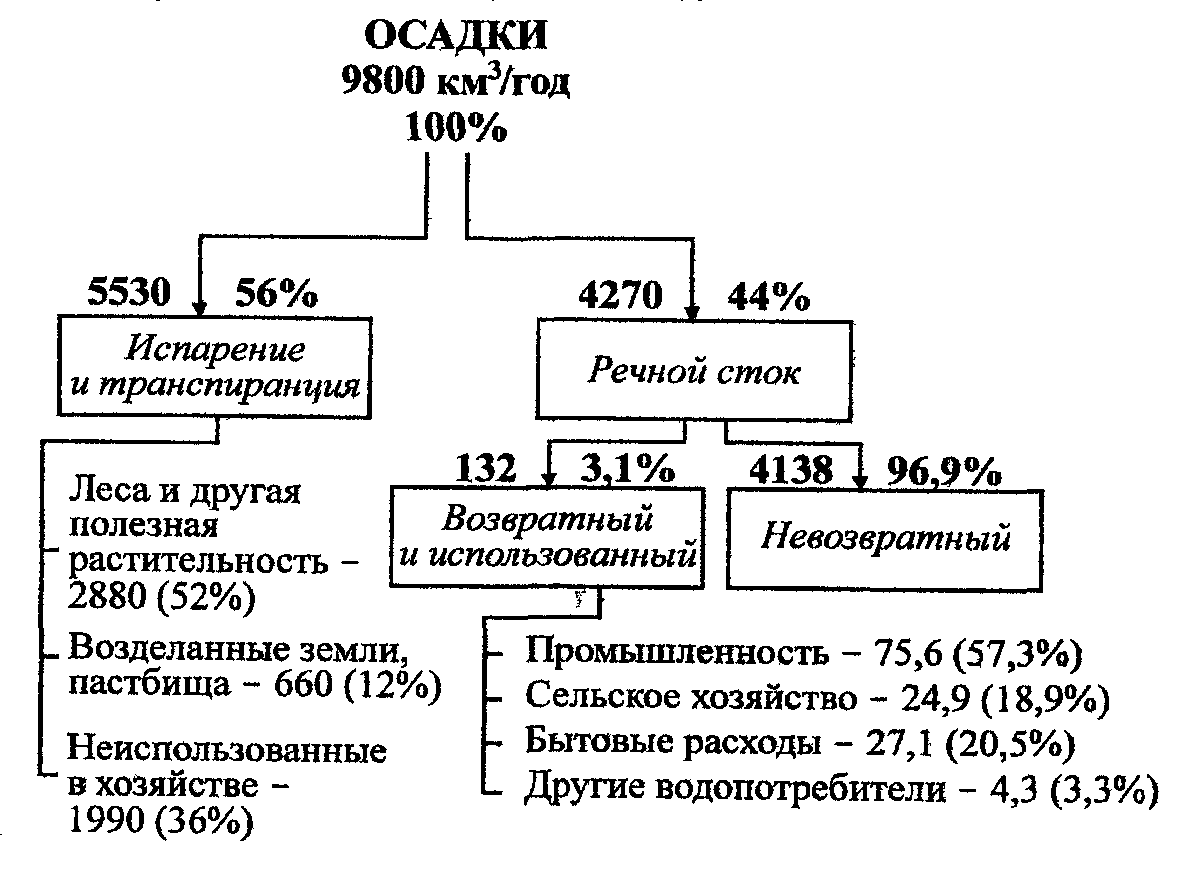 ОСАДКИ
9800 км³/год
100%
5530 56%
4270 44%
Испарение
и транспиранция
Речной сток
132 3,1%
4138 96,9%
Леса и другая
полезная
растительность –
2880 (52%)
Возделанные земли,
пастбища – 660 (12%)
Неиспользованные
в хозяйстве –
1990 (36%)
Возвратный
и использованный
Невозвратный
Промышленность – 75,6 (57,3%)
Сельское хозяйство – 24,9 (18,9%)
Бытовые расходы – 27,1 (20,5%)
Другие водопотребители – 4,3 (3,3%)